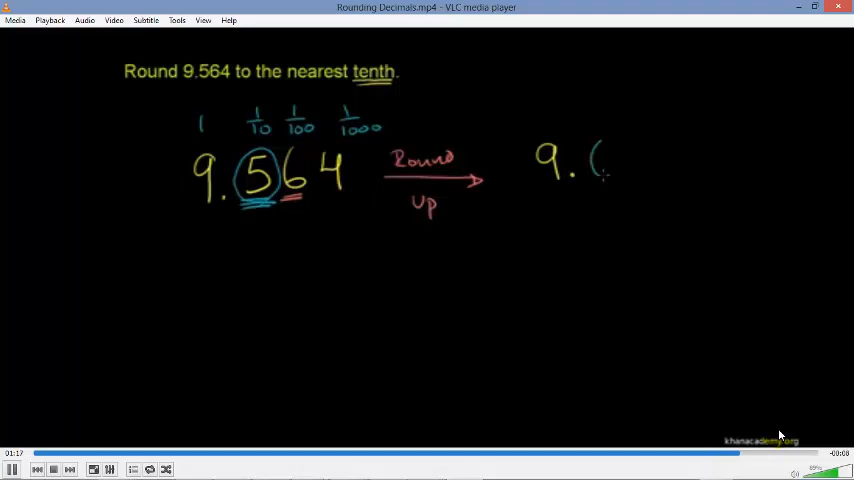 Rounding Decimals.mp4 - VLC media player
Media Playback Audio Video Subtitle Tools View Help
Round 9.564 to the nearest tenth.
1 1/10 1/100 1/1000
9.564 Round Up 9.
khanacademy.org
01:17 -00:08
89%